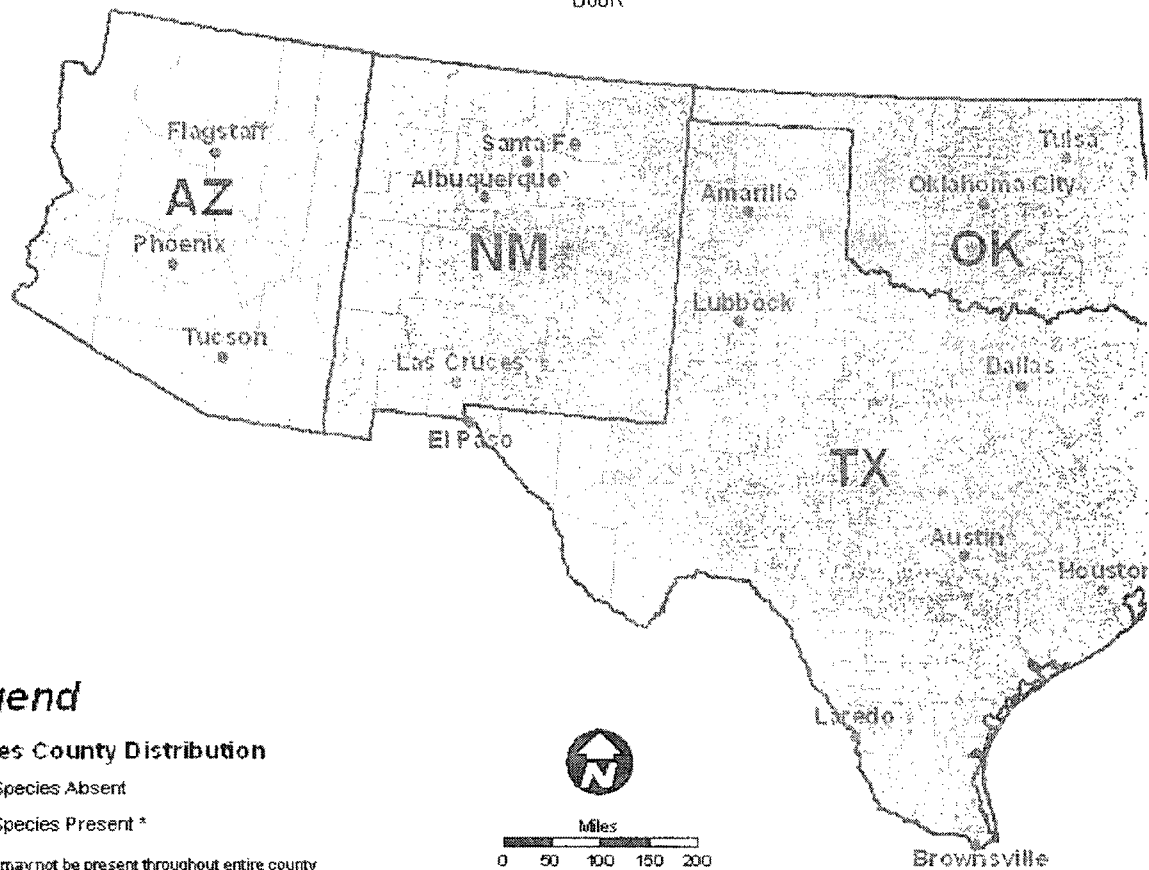 Flagstaff
AZ
Phoenix
Tucson
Santa Fe
Albuquerque
NM
Las Cruces
El Paso
Amarillo
Lubbock
Tulsa
Oklahoma City
OK
Dallas
TX
Austin
Houston
Laredo
Brownsville
gend
es County Distribution
Species Absent
Species Present *
may not be present throughout entire county
N
Miles
0 50 100 150 200